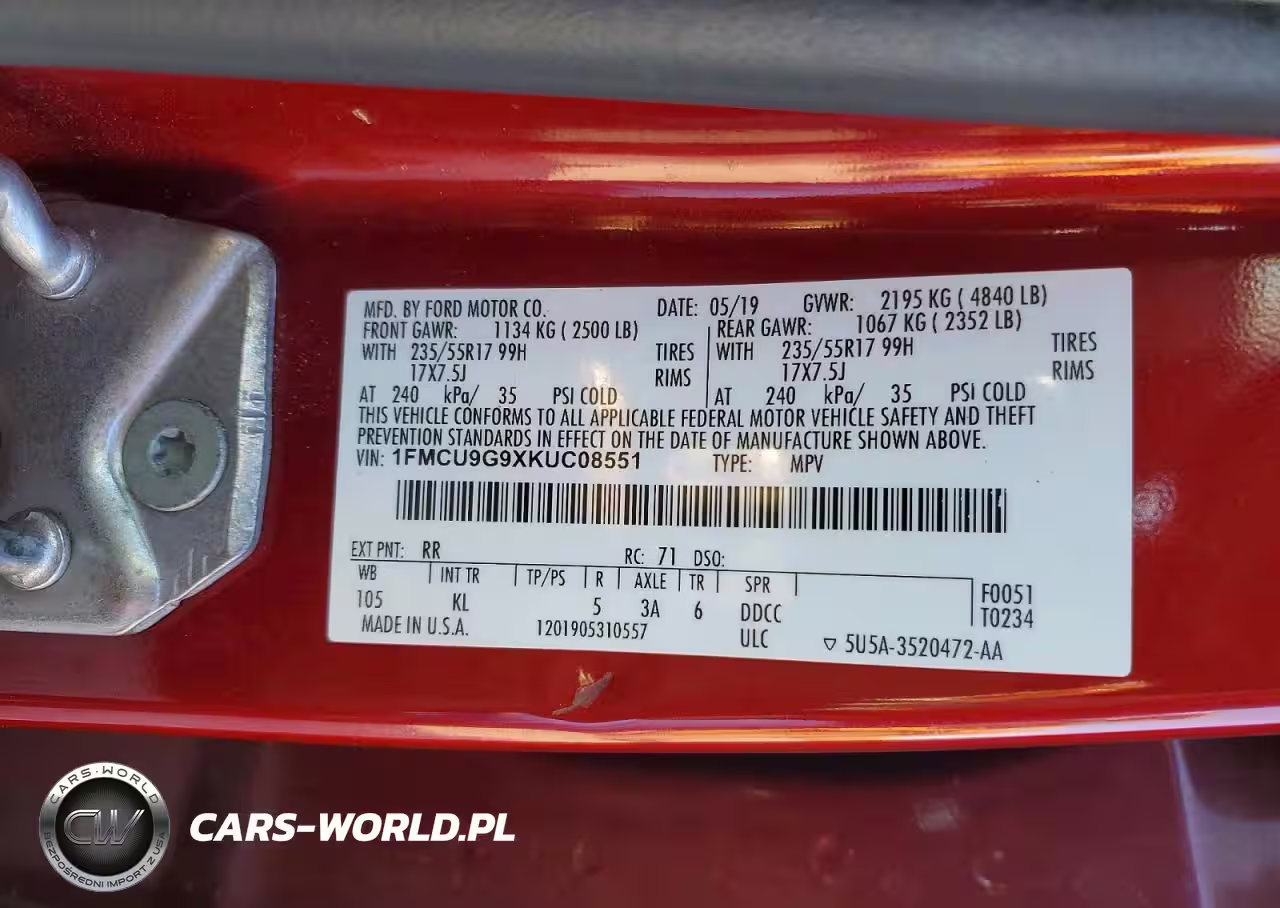 MFD. BY FORD MOTOR CO. DATE: 05/19 GVWR: 2195 KG ( 4840 LB)
FRONT GAWR: 1134 KG ( 2500 LB) REAR GAWR: 1067 KG ( 2352 LB)
WITH 235/55R17 99H TIRES WITH 235/55R17 99H TIRES
17X7.5J RIMS 17X7.5J RIMS
AT 240 kPa/ 35 PSI COLD AT 240 kPa/ 35 PSI COLD
THIS VEHICLE CONFORMS TO ALL APPLICABLE FEDERAL MOTOR VEHICLE SAFETY AND THEFT
PREVENTION STANDARDS IN EFFECT ON THE DATE OF MANUFACTURE SHOWN ABOVE.
VIN: 1FMCU9G9XKUC08551 TYPE: MPV
EXT PNT: RR RC: 71 DSO:
WB INT TR TP/PS R AXLE TR SPR F0051
105 KL 5 3A 6 DDCC T0234
MADE IN U.S.A. 1201905310557 ULC ▽ 5U5A-3520472-AA
CARS-WORLD
CW
BEZPOŚREDNI IMPORT Z USA
CARS-WORLD.PL